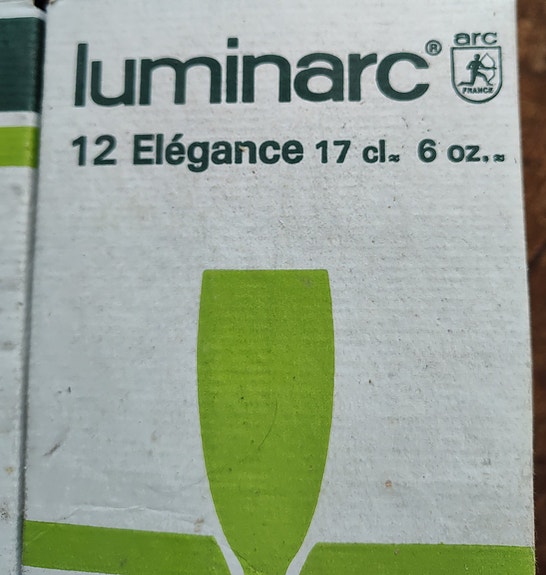 luminarc®
arc
FRANCE
12 Elégance 17 cl≈ 6 oz.≈